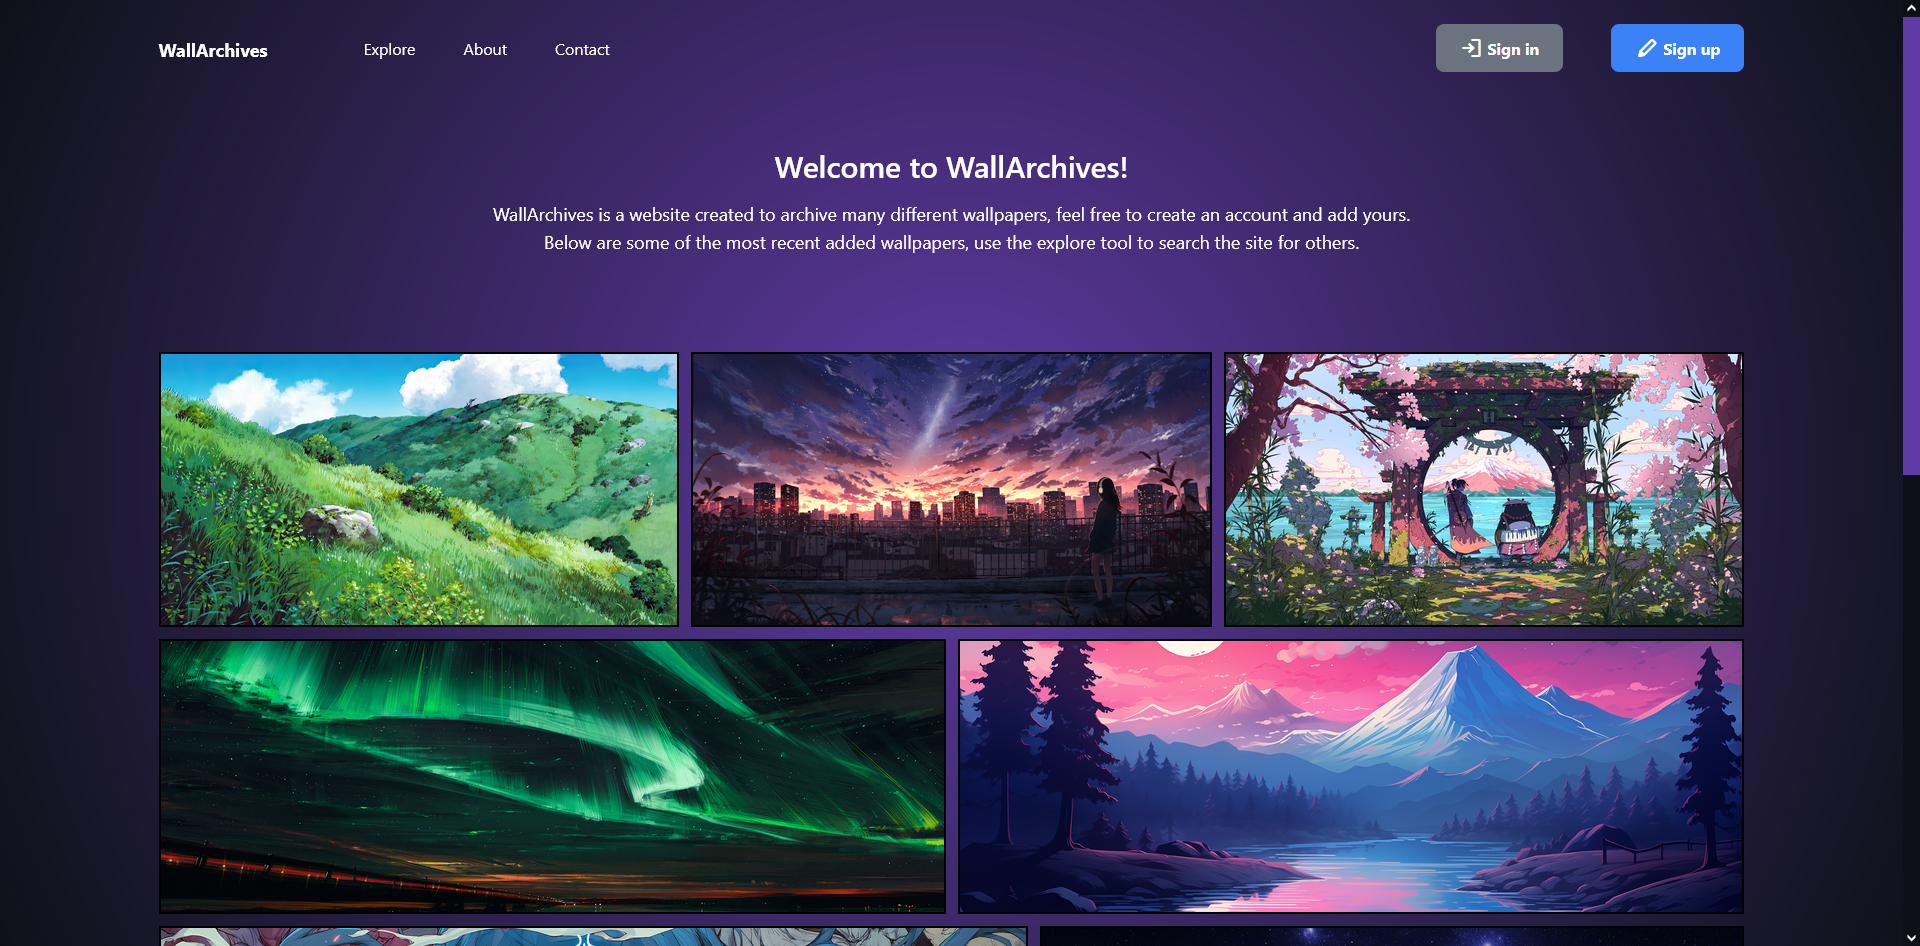 WallArchives
Explore
About
Contact
Sign in
Sign up
Welcome to WallArchives!
WallArchives is a website created to archive many different wallpapers, feel free to create an account and add yours.
Below are some of the most recent added wallpapers, use the explore tool to search the site for others.